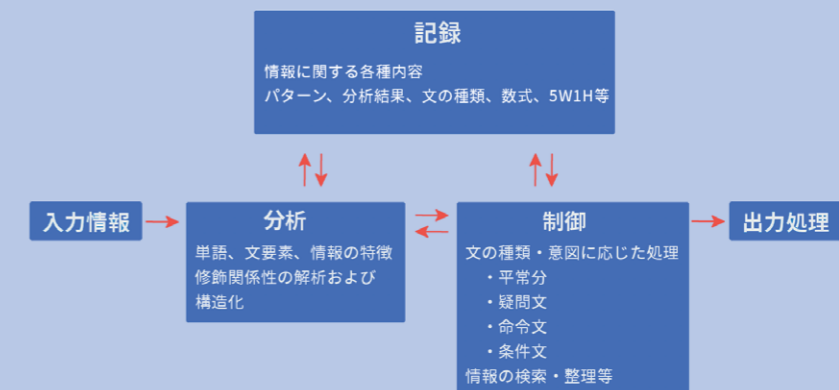 記録
情報に関する各種内容
パターン、分析結果、文の種類、数式、5W1H等
入力情報
分析
単語、文要素、情報の特徴
修飾関係性の解析および
構造化
制御
文の種類・意図に応じた処理
・平常分
・疑問文
・命令文
・条件文
情報の検索・整理等
出力処理